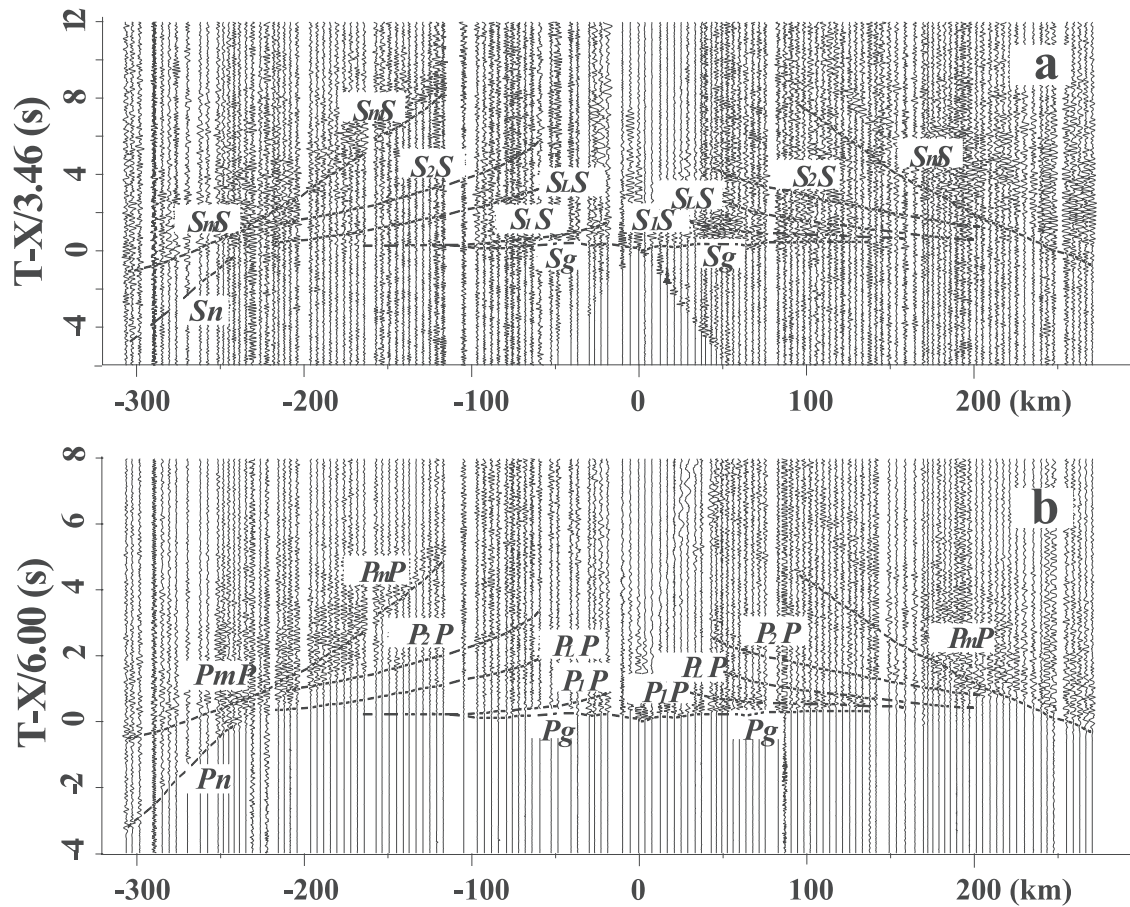 12
8
4
0
-4
T-X/3.46 (s)
a
SmS
SmS
S2S
SLS
S1S
Sg
Sn
S1S
SLS
S2S
SmS
Sg
-300 -200 -100 0 100 200 (km)
8
6
4
2
0
-2
-4
T-X/6.00 (s)
b
PmP
PmP
P2P
PLP
P1P
Pg
Pn
P1P
PLP
P2P
PmP
Pg
-300 -200 -100 0 100 200 (km)